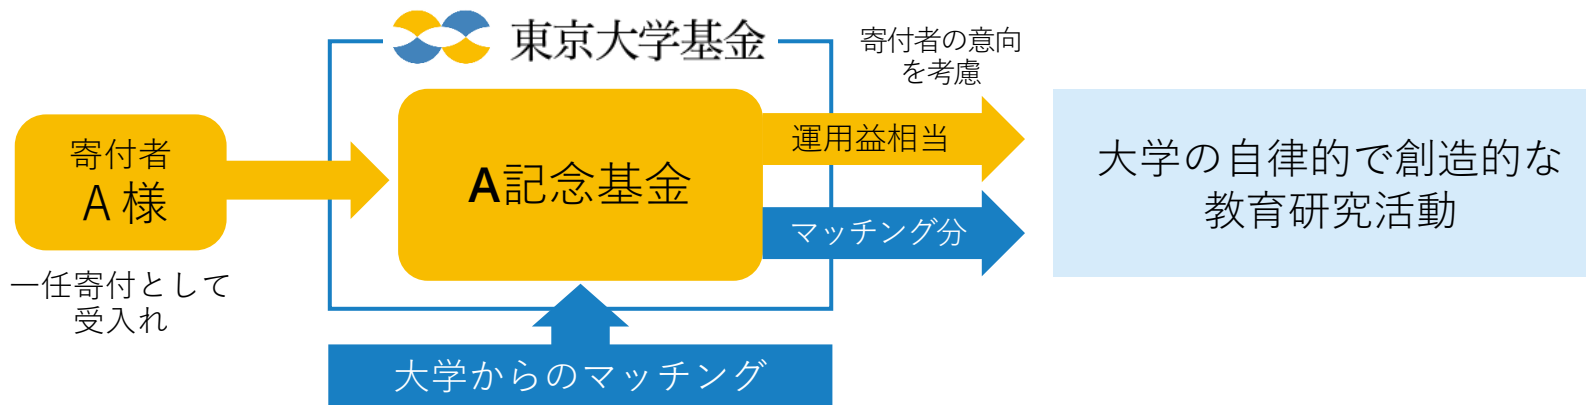 東京大学基金
寄付者の意向
を考慮
寄付者
A 様
一任寄付として
受入れ
A記念基金
運用益相当
マッチング分
大学からのマッチング
大学の自律的で創造的な
教育研究活動